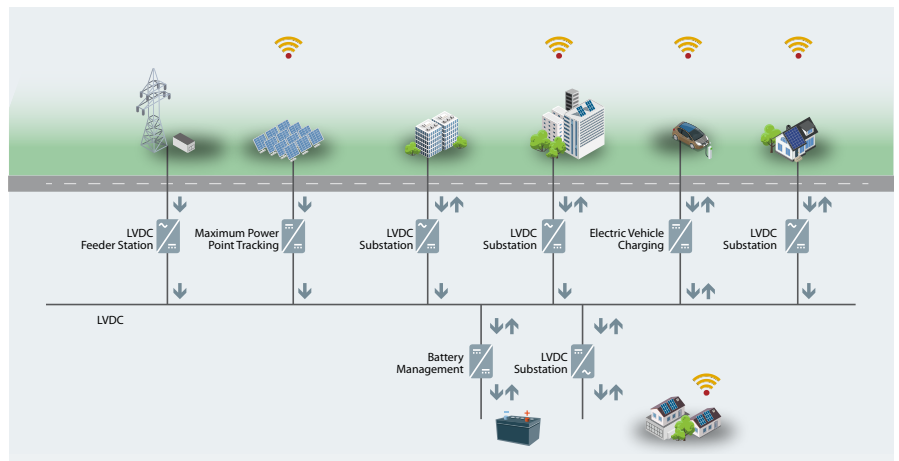 LVDC
Feeder Station
Maximum Power
Point Tracking
LVDC
Substation
LVDC
Substation
Electric Vehicle
Charging
LVDC
Substation
LVDC
Battery
Management
LVDC
Substation